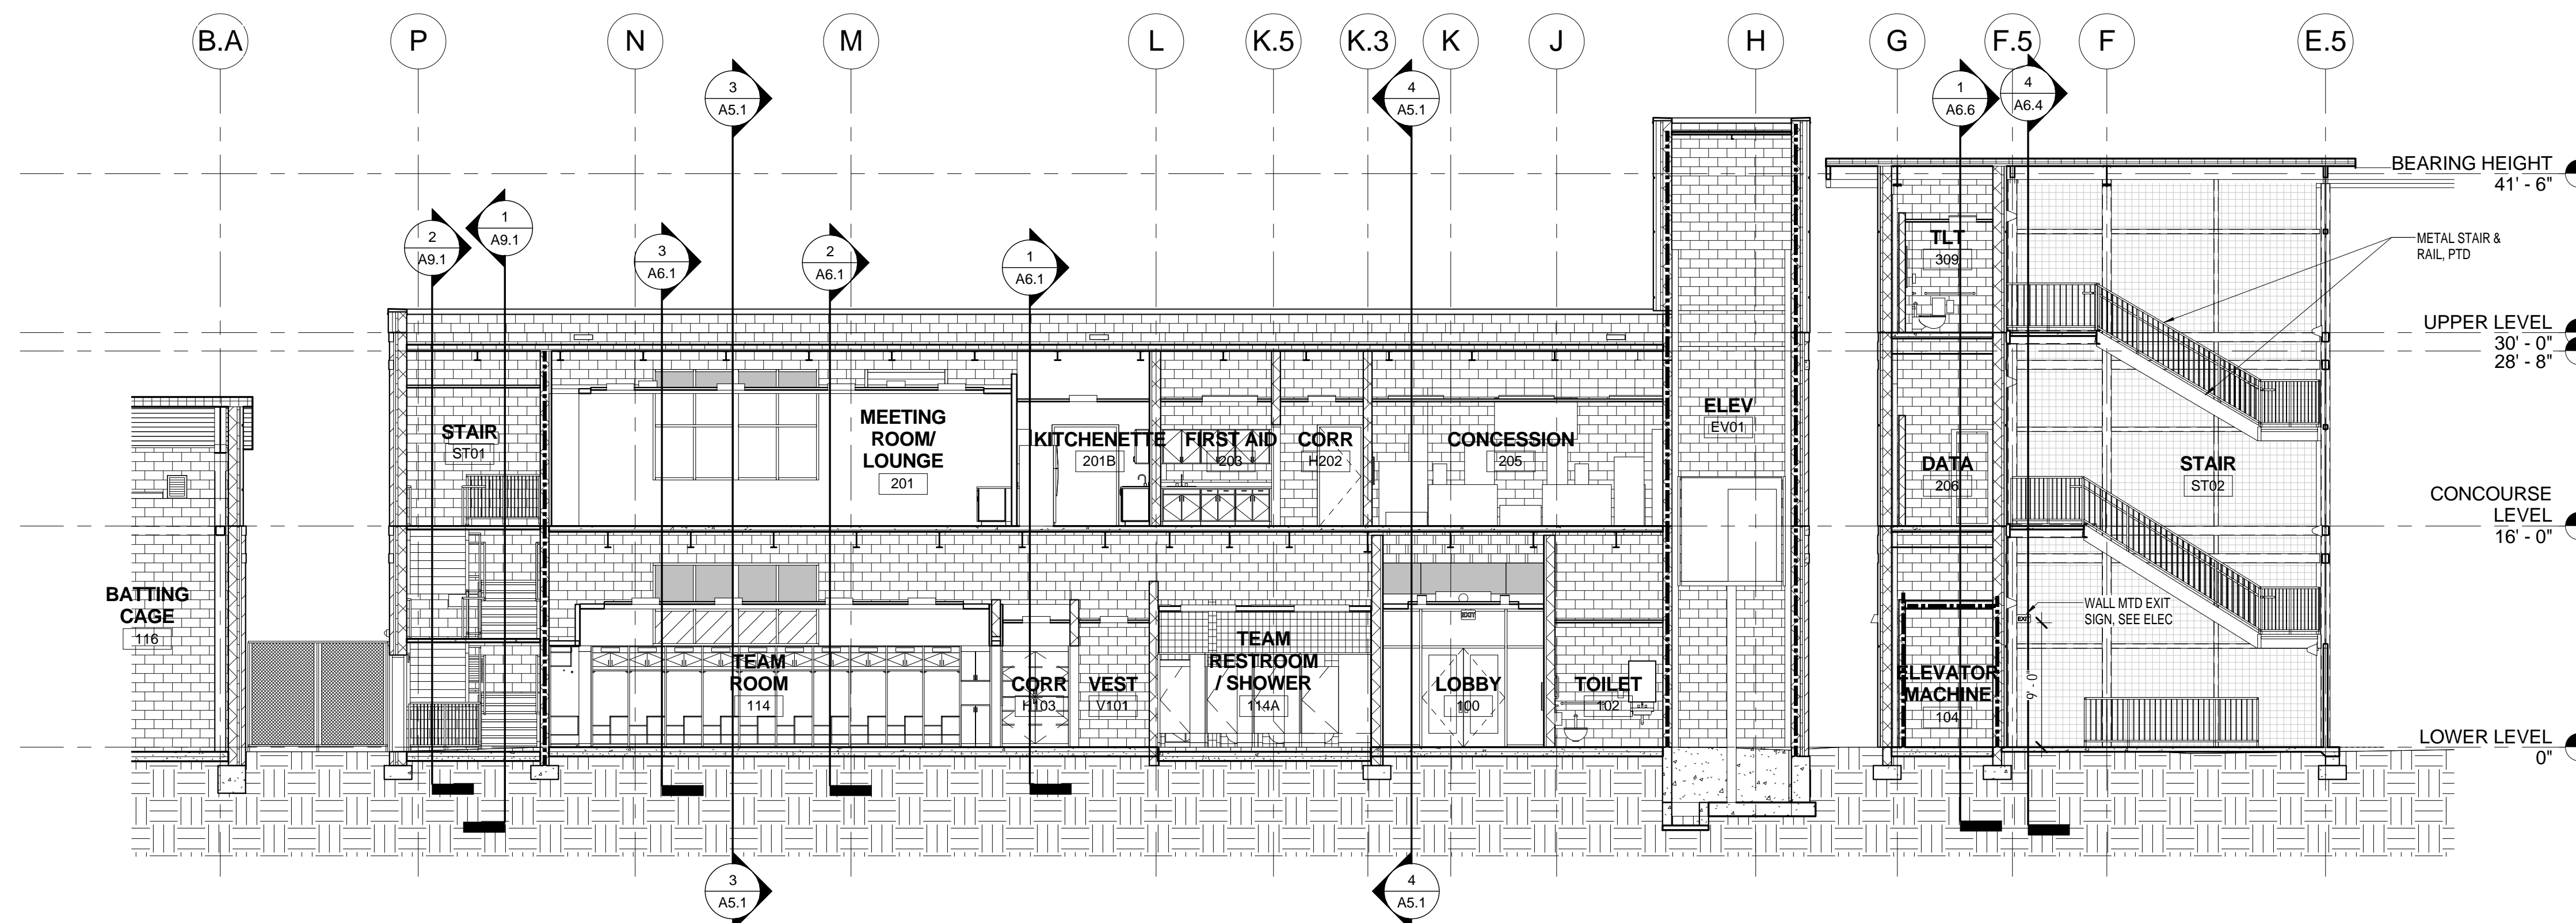 B.A
P
N
M
L
K.5
K.3
K
J
H
G
F.5
F
E.5
3
A5.1
4
A5.1
1
A6.6
4
A6.4
BEARING HEIGHT
41' - 6"
2
A9.1
1
A9.1
3
A6.1
2
A6.1
1
A6.1
TLT
309
METAL STAIR &
RAIL, PTD
UPPER LEVEL
30' - 0"
28' - 8"
STAIR
ST01
MEETING
ROOM/
LOUNGE
201
KITCHENETTE
201B
FIRST AID
203
CORR
H202
CONCESSION
205
ELEV
EV01
DATA
206
STAIR
ST02
CONCOURSE
LEVEL
16' - 0"
BATTING
CAGE
116
EXIT
EXIT
WALL MTD EXIT
SIGN, SEE ELEC
9' - 0"
TEAM
ROOM
114
CORR
H103
VEST
V101
TEAM
RESTROOM
/ SHOWER
114A
LOBBY
100
TOILET
102
ELEVATOR
MACHINE
104
LOWER LEVEL
0"
3
A5.1
4
A5.1